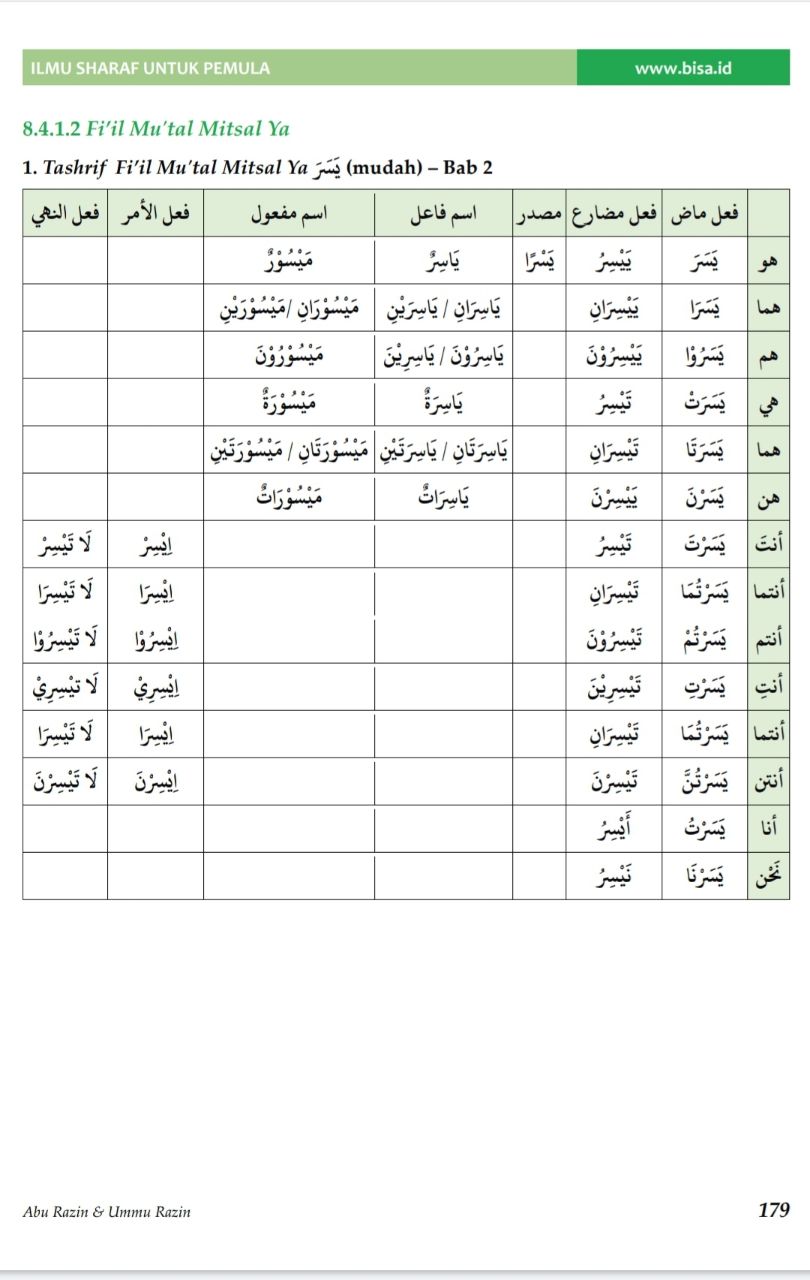 ILMU SHARAF UNTUK PEMULA www.bisa.id
8.4.1.2 Fi'il Mu'tal Mitsal Ya
1. Tashrif Fi'il Mu'tal Mitsal Ya يَسَرَ (mudah) – Bab 2
فعل ماض فعل مضارع مصدر اسم فاعل اسم مفعول فعل الأمر فعل النهي
هو يَسَرَ يَيْسِرُ يَسْرًا يَاسِرٌ مَيْسُوْرٌ
هما يَسَرَا يَيْسِرَانِ يَاسِرَانِ / يَاسِرَيْنِ مَيْسُوْرَانِ /مَيْسُوْرَيْنِ
هم يَسَرُوْا يَيْسِرُوْنَ يَاسِرُوْنَ / يَاسِرِيْنَ مَيْسُوْرُوْنَ
هي يَسَرَتْ تَيْسِرُ يَاسِرَةٌ مَيْسُوْرَةٌ
هما يَسَرَتَا تَيْسِرَانِ يَاسِرَتَانِ / يَاسِرَتَيْنِ مَيْسُوْرَتَانِ / مَيْسُوْرَتَيْنِ
هن يَسَرْنَ يَيْسِرْنَ يَاسِرَاتٌ مَيْسُوْرَاتٌ
أنتَ يَسَرْتَ تَيْسِرُ اِيْسِرْ لَا تَيْسِرْ
أنتما يَسَرْتُمَا تَيْسِرَانِ اِيْسِرَا لَا تَيْسِرَا
أنتم يَسَرْتُمْ تَيْسِرُوْنَ اِيْسِرُوْا لَا تَيْسِرُوْا
أنتِ يَسَرْتِ تَيْسِرِيْنَ اِيْسِرِيْ لَا تيْسِرِيْ
أنتما يَسَرْتُمَا تَيْسِرَانِ اِيْسِرَا لَا تَيْسِرَا
أنتن يَسَرْتُنَّ تَيْسِرْنَ اِيْسِرْنَ لَا تَيْسِرْنَ
أنا يَسَرْتُ أَيْسِرُ
نَحْن يَسَرْنَا نَيْسِرُ
Abu Razin & Ummu Razin 179